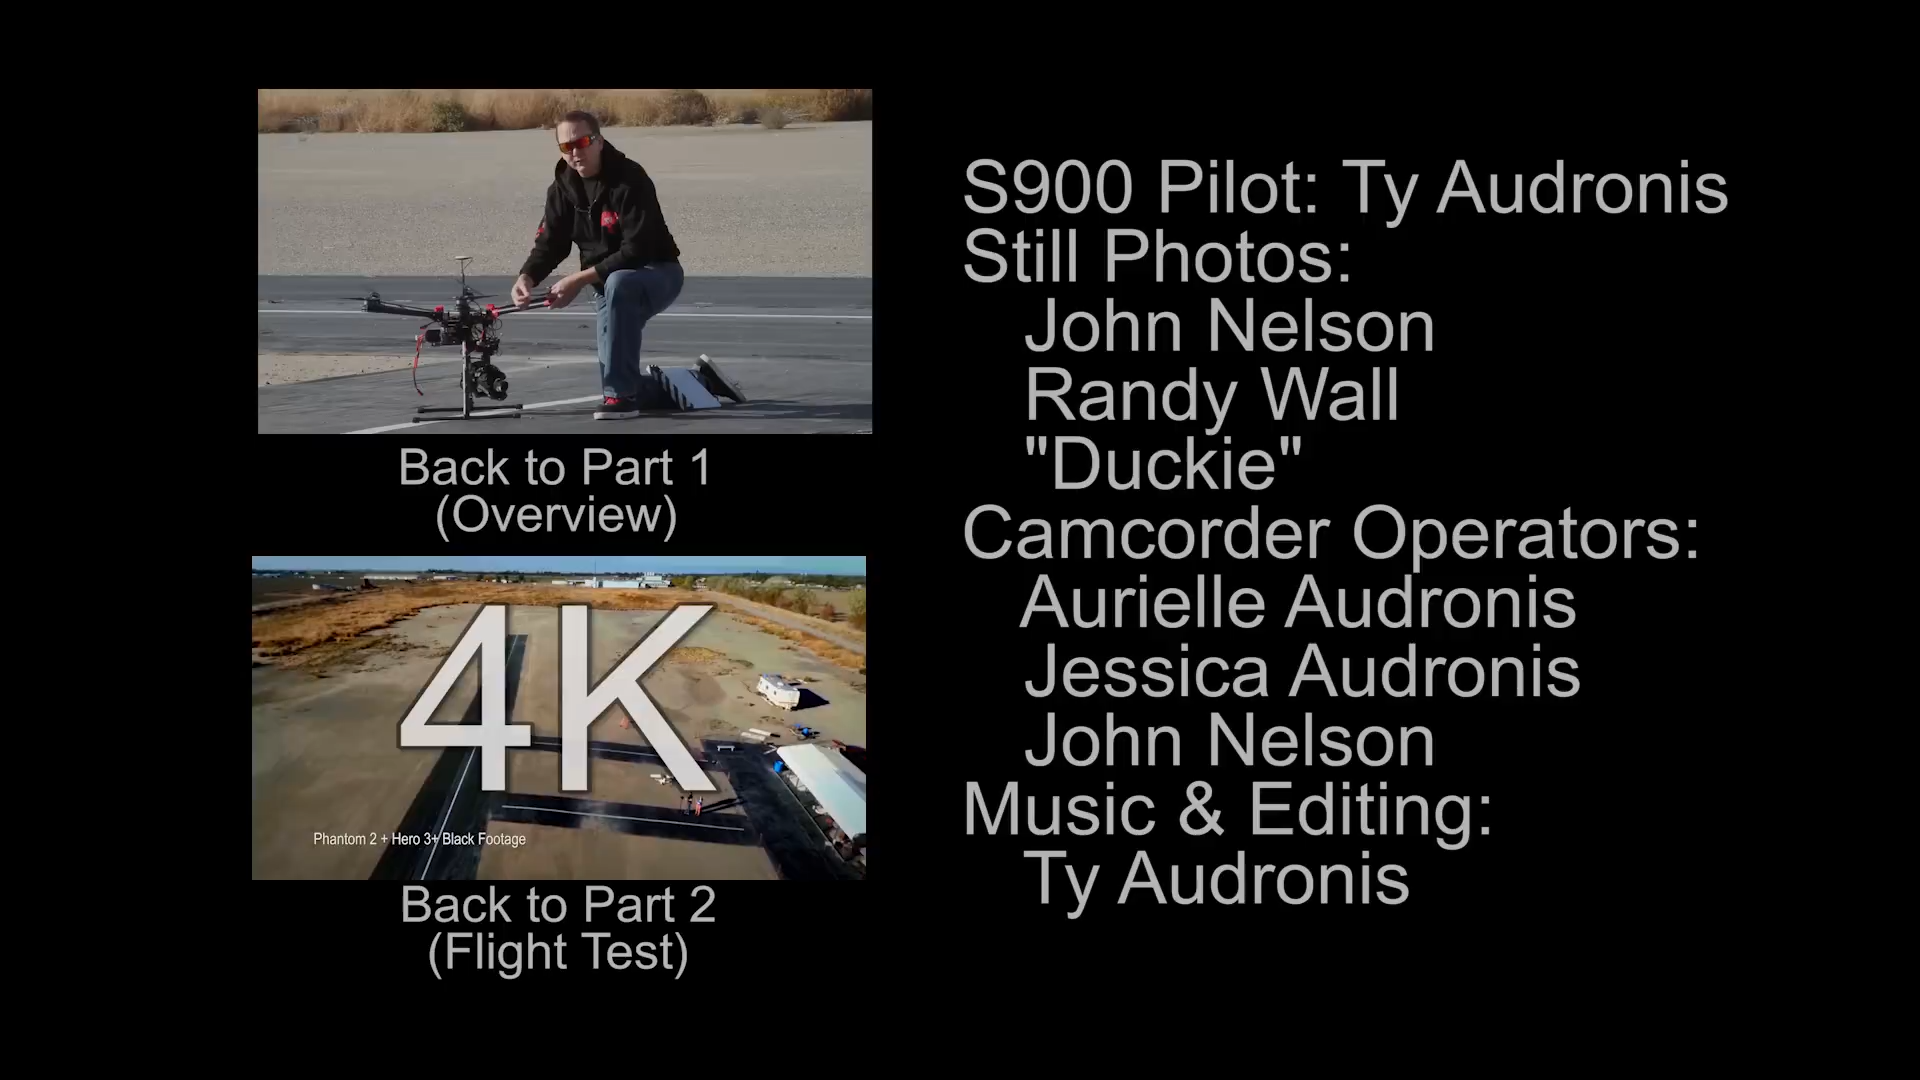 Back to Part 1
(Overview)
4K
Phantom 2 + Hero 3+ Black Footage
Back to Part 2
(Flight Test)
S900 Pilot: Ty Audronis
Still Photos:
John Nelson
Randy Wall
"Duckie"
Camcorder Operators:
Aurielle Audronis
Jessica Audronis
John Nelson
Music & Editing:
Ty Audronis